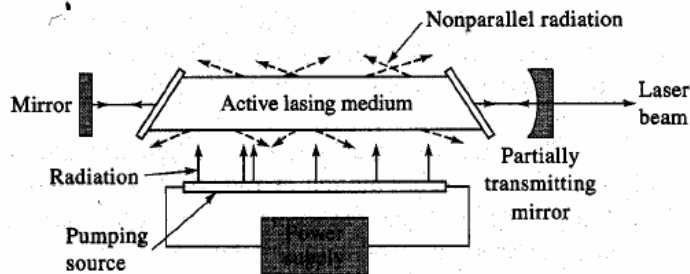 Nonparallel radiation
Mirror
Active lasing medium
Laser
beam
Radiation
Partially
transmitting
mirror
Pumping
source
Power
supply